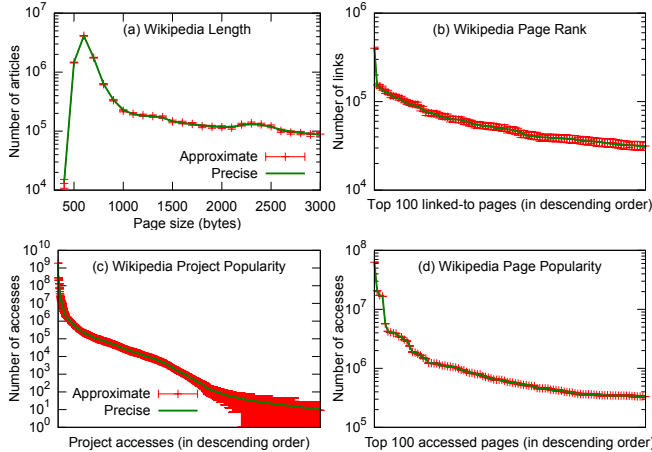 (a) Wikipedia Length
Number of articles
10^7
10^6
10^5
10^4
Approximate
Precise
500 1000 1500 2000 2500 3000
Page size (bytes)
(b) Wikipedia Page Rank
Number of links
10^6
10^5
10^4
Top 100 linked-to pages (in descending order)
(c) Wikipedia Project Popularity
Number of accesses
10^10
10^9
10^8
10^7
10^6
10^5
10^4
10^3
10^2
10^1
10^0
Approximate
Precise
Project accesses (in descending order)
(d) Wikipedia Page Popularity
Number of accesses
10^8
10^7
10^6
10^5
Top 100 accessed pages (in descending order)